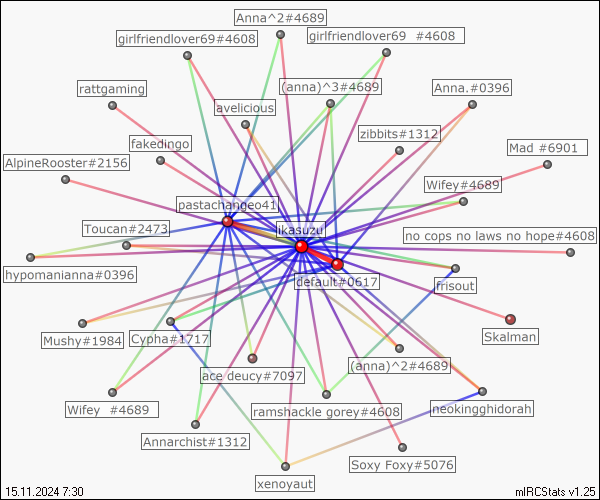 Anna^2#4689
girlfriendlover69#4608
girlfriendlover69 #4608
rattgaming
(anna)^3#4689
Anna.#0396
avelicious
zibbits#1312
fakedingo
Mad #6901
AlpineRooster#2156
Wifey#4689
pastachangeo41
Toucan#2473
ikasuzu
no cops no laws no hope#4608
hypomanianna#0396
default#0617
frisout
Mushy#1984
Cypha#1717
Skalman
(anna)^2#4689
ace deucy#7097
Wifey #4689
ramshackle gorey#4608
neokingghidorah
Annarchist#1312
Soxy Foxy#5076
xenoyaut
15.11.2024 7:30
mIRCStats v1.25